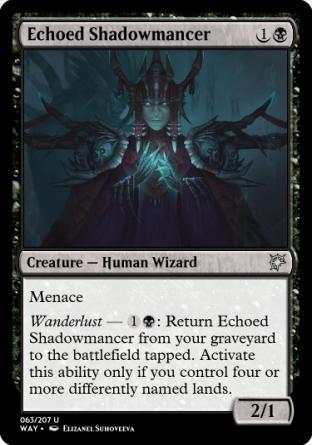 Echoed Shadowmancer 1
Creature — Human Wizard
Menace
Wanderlust — 1 : Return Echoed
Shadowmancer from your graveyard
to the battlefield tapped. Activate
this ability only if you control four or
more differently named lands.
2/1
063/207 U
WAY • Elizanel Suhoveeva